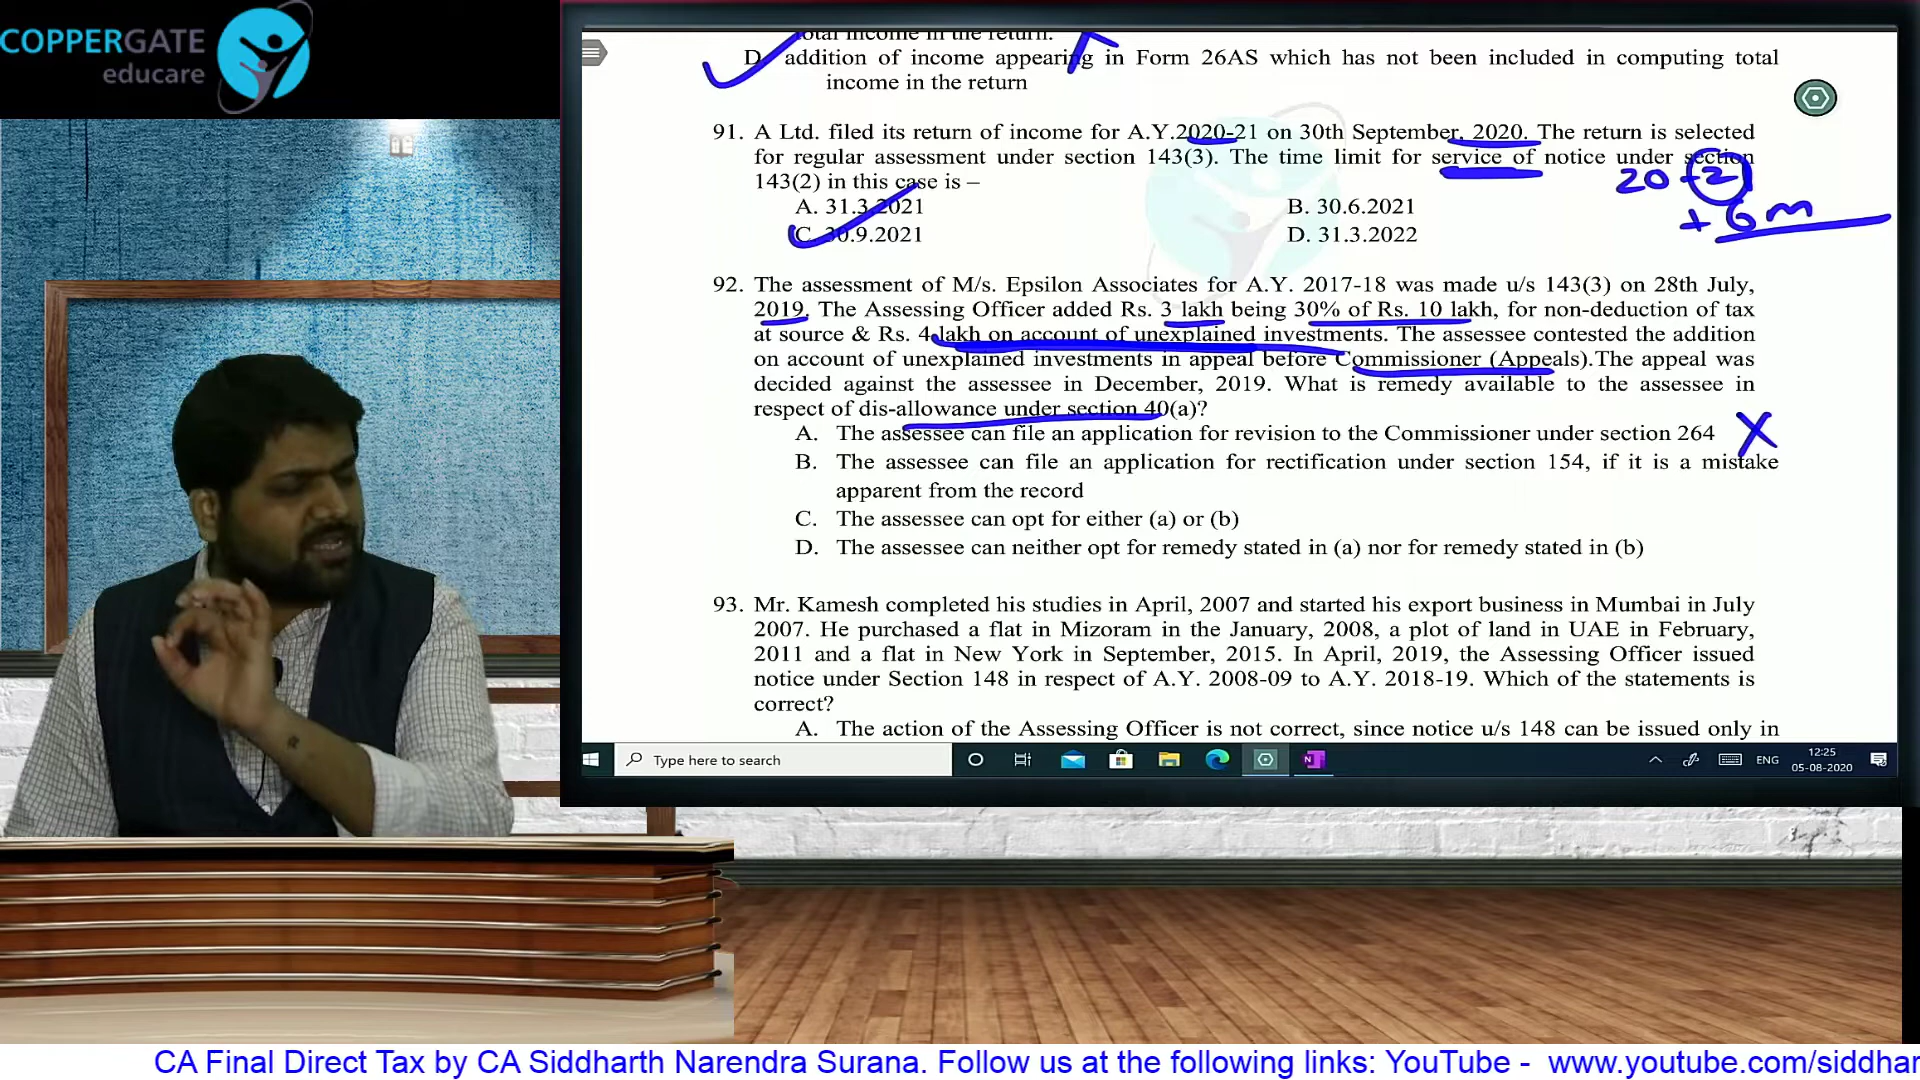 COPPERGATE
educare
total income in the return.
D. addition of income appearing in Form 26AS which has not been included in computing total
income in the return
91. A Ltd. filed its return of income for A.Y.2020-21 on 30th September, 2020. The return is selected
for regular assessment under section 143(3). The time limit for service of notice under section
143(2) in this case is –
20-21
A. 31.3.2021 B. 30.6.2021
+ 6m
C. 30.9.2021 D. 31.3.2022
92. The assessment of M/s. Epsilon Associates for A.Y. 2017-18 was made u/s 143(3) on 28th July,
2019. The Assessing Officer added Rs. 3 lakh being 30% of Rs. 10 lakh, for non-deduction of tax
at source & Rs. 4 lakh on account of unexplained investments. The assessee contested the addition
on account of unexplained investments in appeal before Commissioner (Appeals).The appeal was
decided against the assessee in December, 2019. What is remedy available to the assessee in
respect of dis-allowance under section 40(a)?
A. The assessee can file an application for revision to the Commissioner under section 264
B. The assessee can file an application for rectification under section 154, if it is a mistake
apparent from the record
C. The assessee can opt for either (a) or (b)
D. The assessee can neither opt for remedy stated in (a) nor for remedy stated in (b)
93. Mr. Kamesh completed his studies in April, 2007 and started his export business in Mumbai in July
2007. He purchased a flat in Mizoram in the January, 2008, a plot of land in UAE in February,
2011 and a flat in New York in September, 2015. In April, 2019, the Assessing Officer issued
notice under Section 148 in respect of A.Y. 2008-09 to A.Y. 2018-19. Which of the statements is
correct?
A. The action of the Assessing Officer is not correct, since notice u/s 148 can be issued only in
Type here to search
ENG
12:25
05-08-2020
CA Final Direct Tax by CA Siddharth Narendra Surana. Follow us at the following links: YouTube - www.youtube.com/siddhar